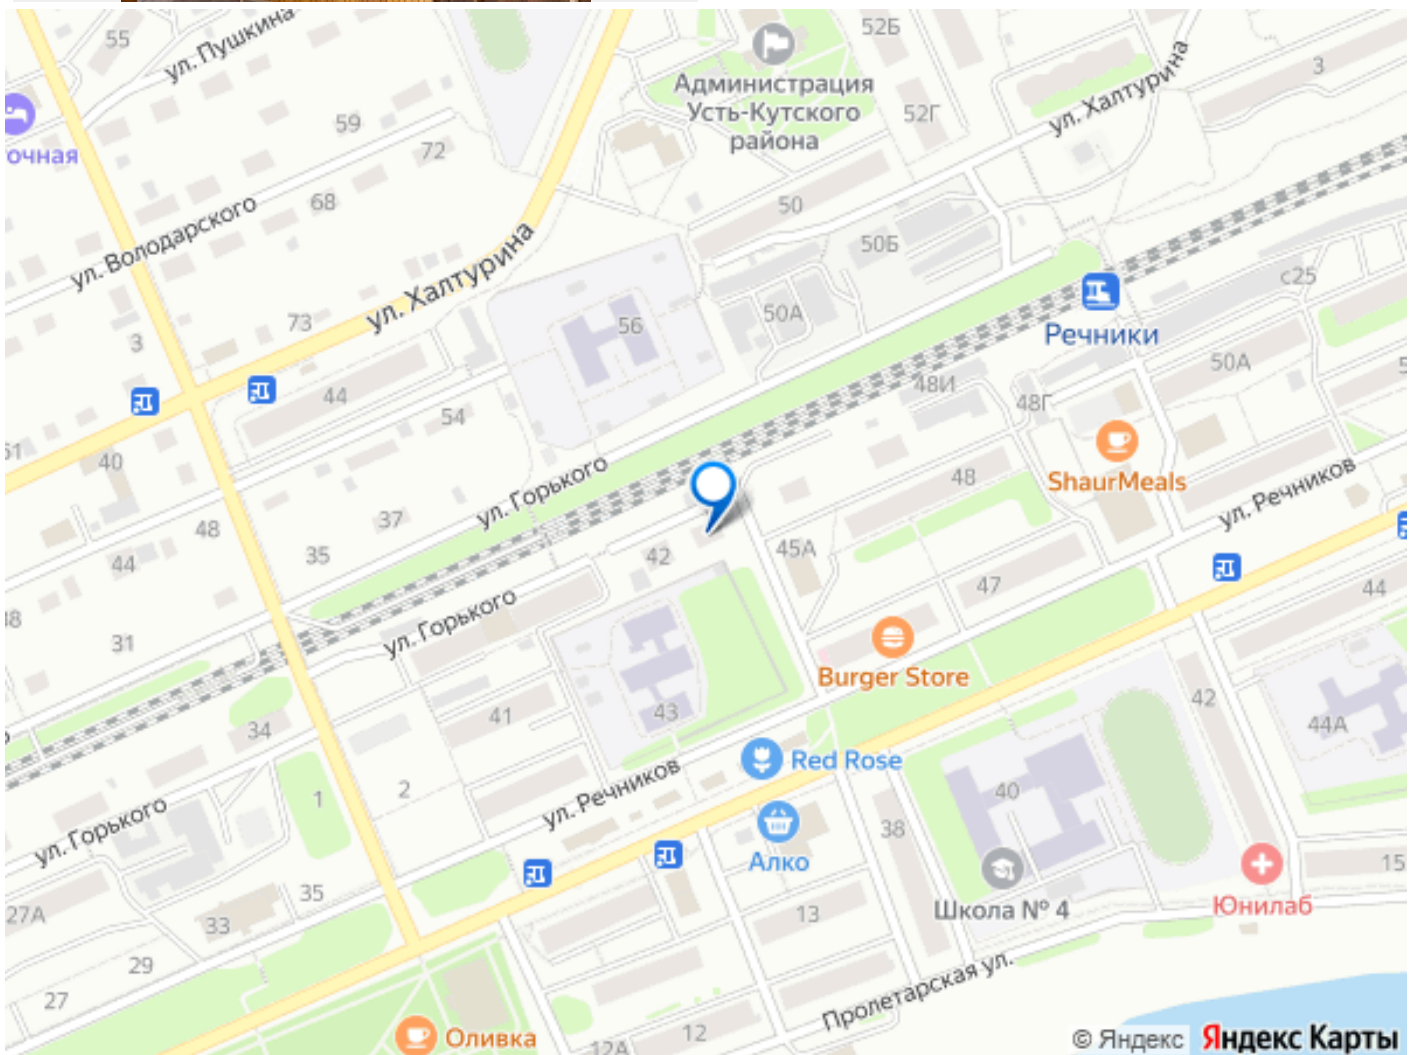 55
ул. Пушкина
52Б
3
Администрация
Усть-Кутского
района
52Г
ул. Халтурина
59
72
очная
68
50
ул. Володарского
50Б
ул. Халтурина
с25
73
56
50А
Речники
3
50А
44
48И
48Г
54
51
40
ShaurMeals
ул. Горького
48
ул. Речников
37
48
35
42
45А
44
47
44
ул. Горького
31
Burger Store
41
43
42
34
44А
Red Rose
2
1
ул. Речников
40
ул. Горького
38
Алко
15
35
27А
33
13
Школа № 4
Юнилаб
29
27
Пролетарская ул.
12
12А
Оливка
© Яндекс Яндекс Карты